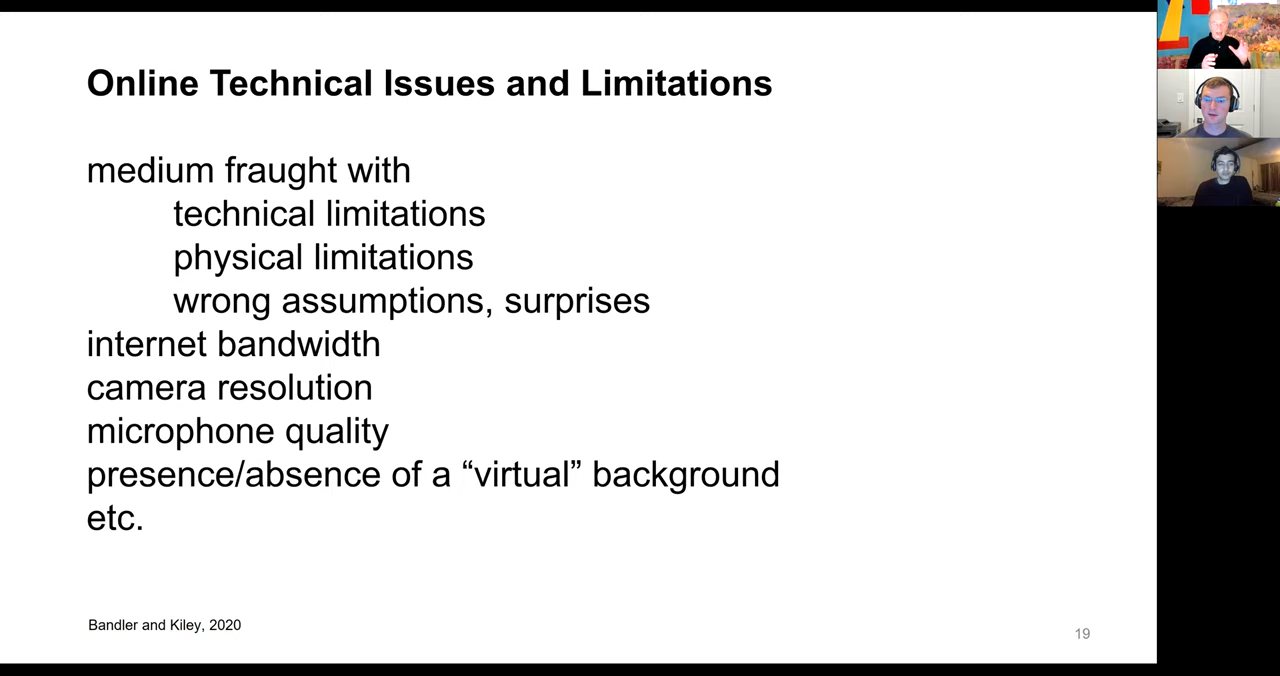 Online Technical Issues and Limitations
medium fraught with
technical limitations
physical limitations
wrong assumptions, surprises
internet bandwidth
camera resolution
microphone quality
presence/absence of a “virtual” background
etc.
Bandler and Kiley, 2020
19